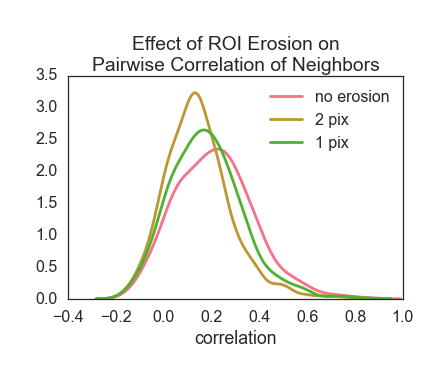 Effect of ROI Erosion on
Pairwise Correlation of Neighbors
3.5
3.0
2.5
2.0
1.5
1.0
0.5
0.0
no erosion
2 pix
1 pix
−0.4 −0.2 0.0 0.2 0.4 0.6 0.8 1.0
correlation